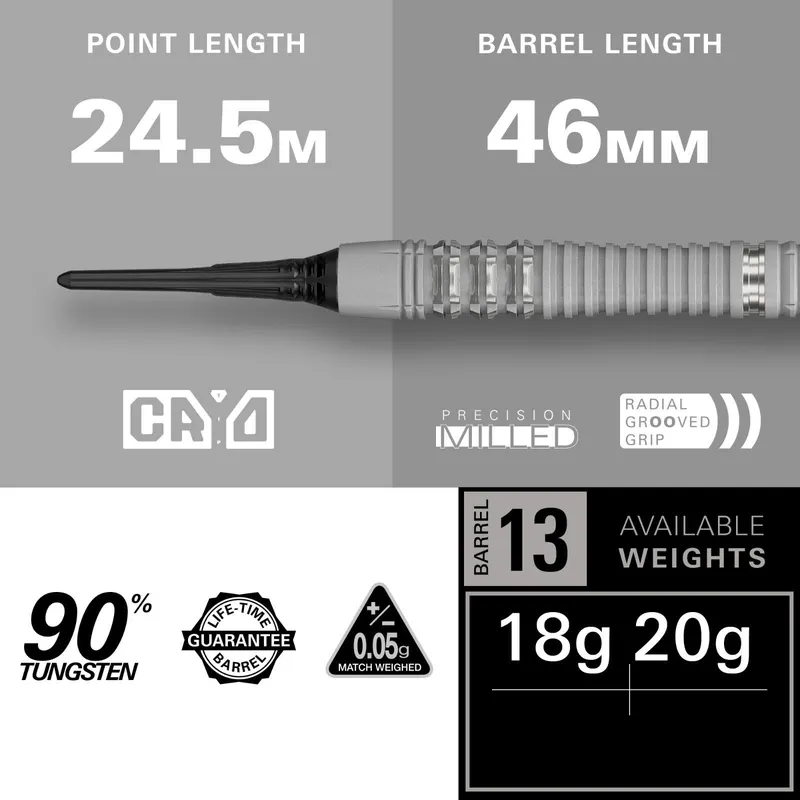 POINT LENGTH
24.5M
BARREL LENGTH
46MM
CRYO
PRECISION
MILLED
RADIAL
GROOVED
GRIP
90%
TUNGSTEN
LIFE-TIME
GUARANTEE
BARREL
+/-
0.05g
MATCH WEIGHED
BARREL
13
AVAILABLE
WEIGHTS
18g 20g